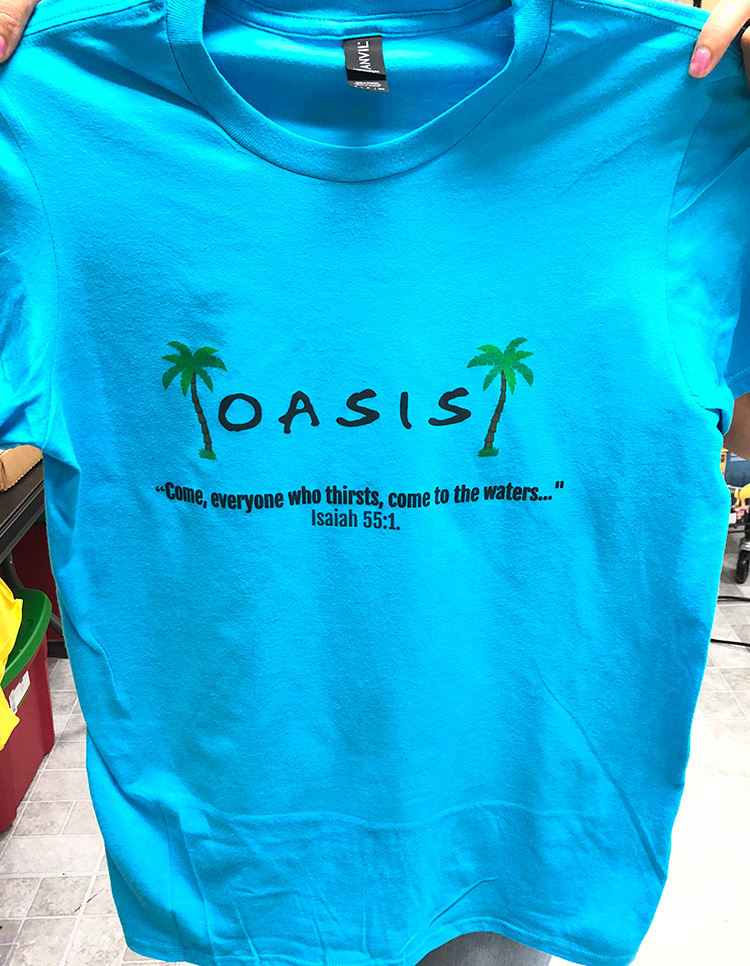 ANVIL
OASIS
“Come, everyone who thirsts, come to the waters..."
Isaiah 55:1.